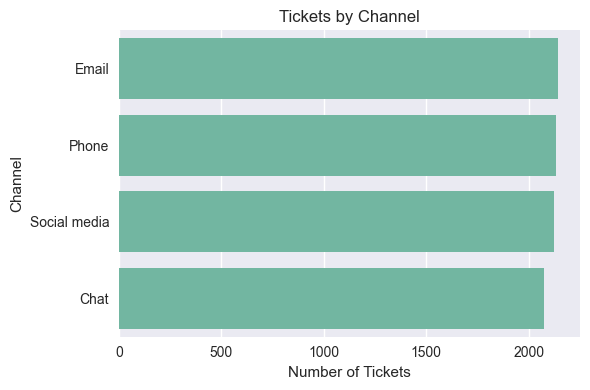 Tickets by Channel
Channel
Email
Phone
Social media
Chat
0 500 1000 1500 2000
Number of Tickets